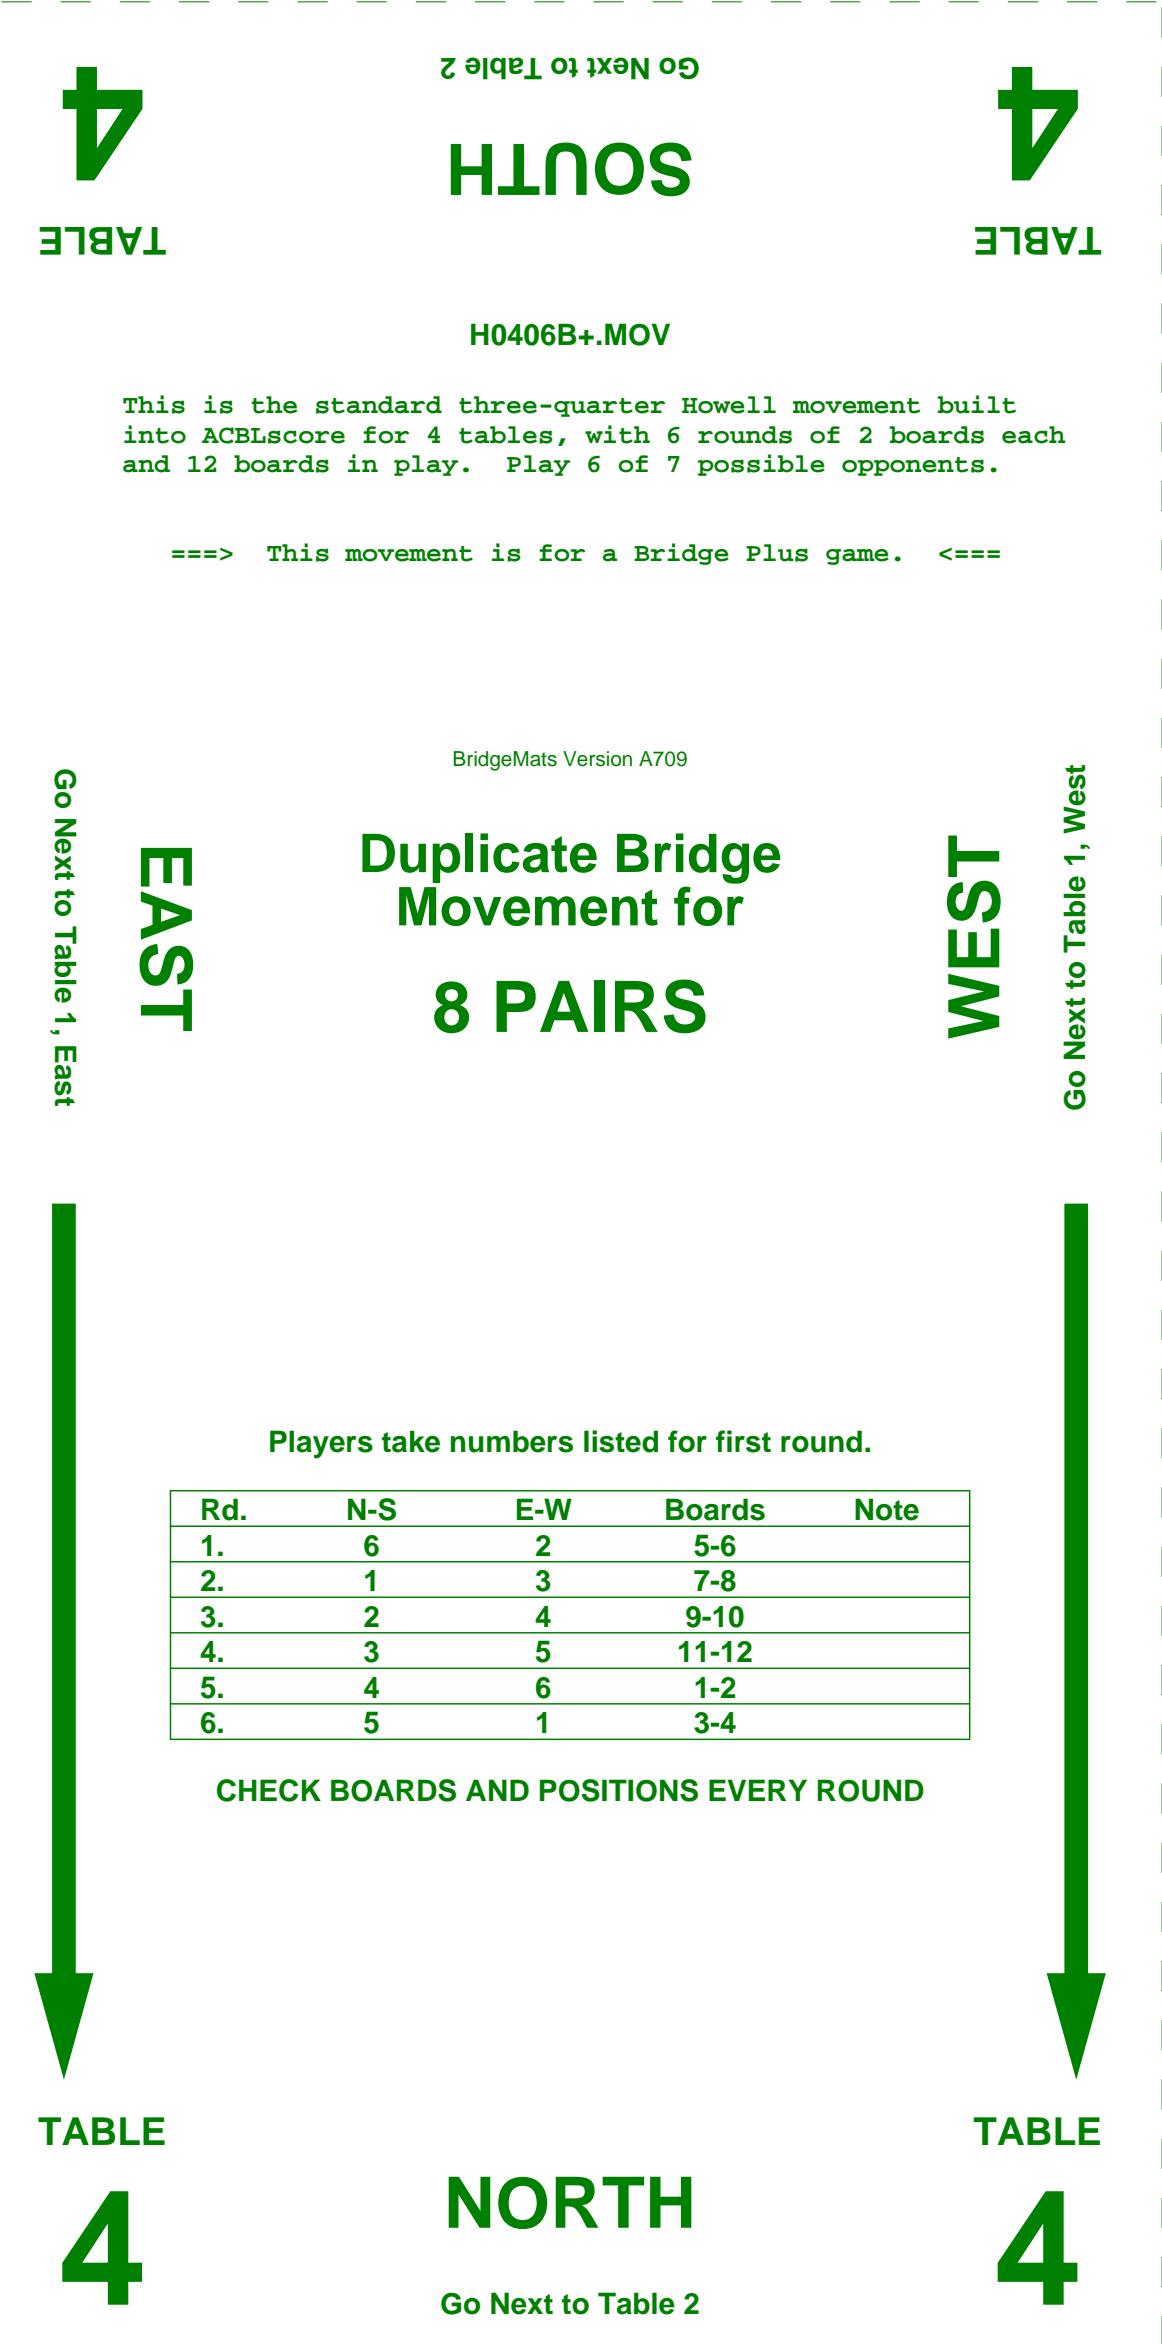 Go Next to Table 2
4
4
SOUTH
TABLE
TABLE
H0406B+.MOV
This is the standard three-quarter Howell movement built
into ACBLscore for 4 tables, with 6 rounds of 2 boards each
and 12 boards in play.  Play 6 of 7 possible opponents.
===>  This movement is for a Bridge Plus game.  <===
BridgeMats Version A709
Go Next to Table 1, East
EAST
Duplicate Bridge
Movement for
8 PAIRS
WEST
Go Next to Table 1, West
Players take numbers listed for first round.
Rd. N-S E-W Boards Note
1. 6 2 5-6
2. 1 3 7-8
3. 2 4 9-10
4. 3 5 11-12
5. 4 6 1-2
6. 5 1 3-4
CHECK BOARDS AND POSITIONS EVERY ROUND
TABLE
TABLE
4
NORTH
4
Go Next to Table 2